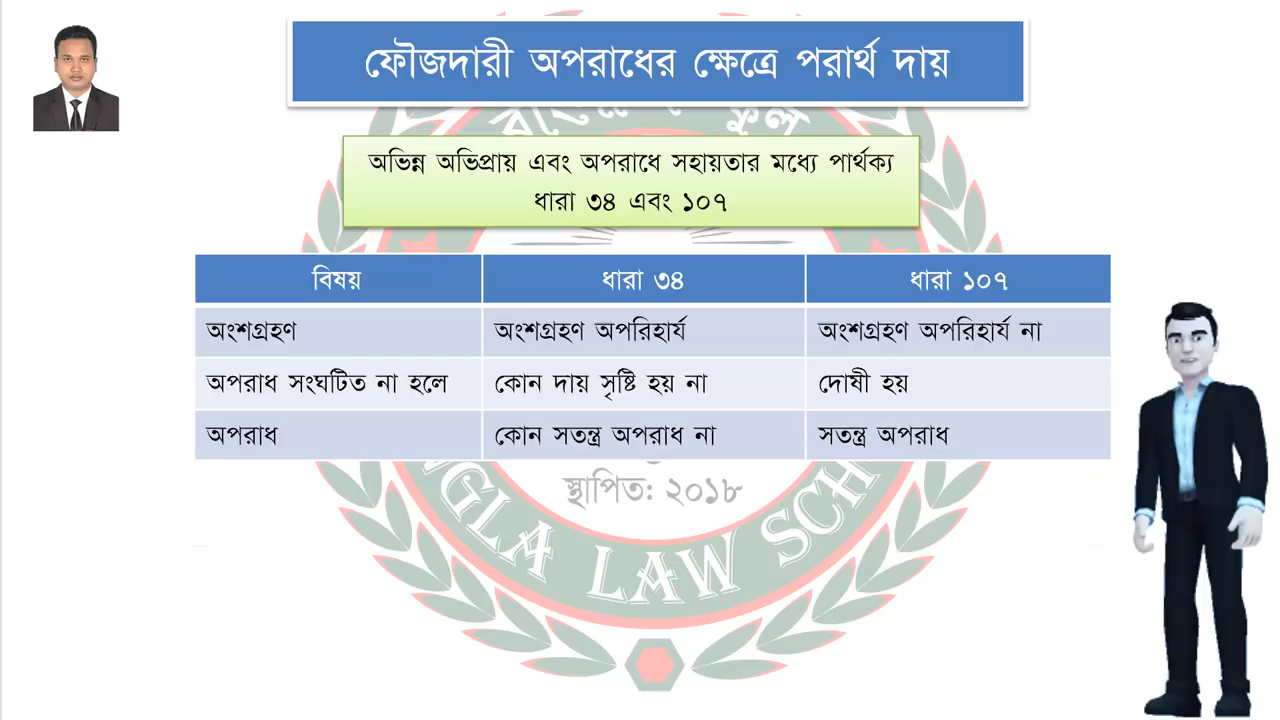 ফৌজদারী অপরাধের ক্ষেত্রে পরার্থ দায়
অভিন্ন অভিপ্রায় এবং অপরাধে সহায়তার মধ্যে পার্থক্য
ধারা ৩৪ এবং ১০৭
বিষয় ধারা ৩৪ ধারা ১০৭
অংশগ্রহণ অংশগ্রহণ অপরিহার্য অংশগ্রহণ অপরিহার্য না
অপরাধ সংঘটিত না হলে কোন দায় সৃষ্টি হয় না দোষী হয়
অপরাধ কোন সতন্ত্র অপরাধ না সতন্ত্র অপরাধ
স্থাপিত: ২০১৮
LAW